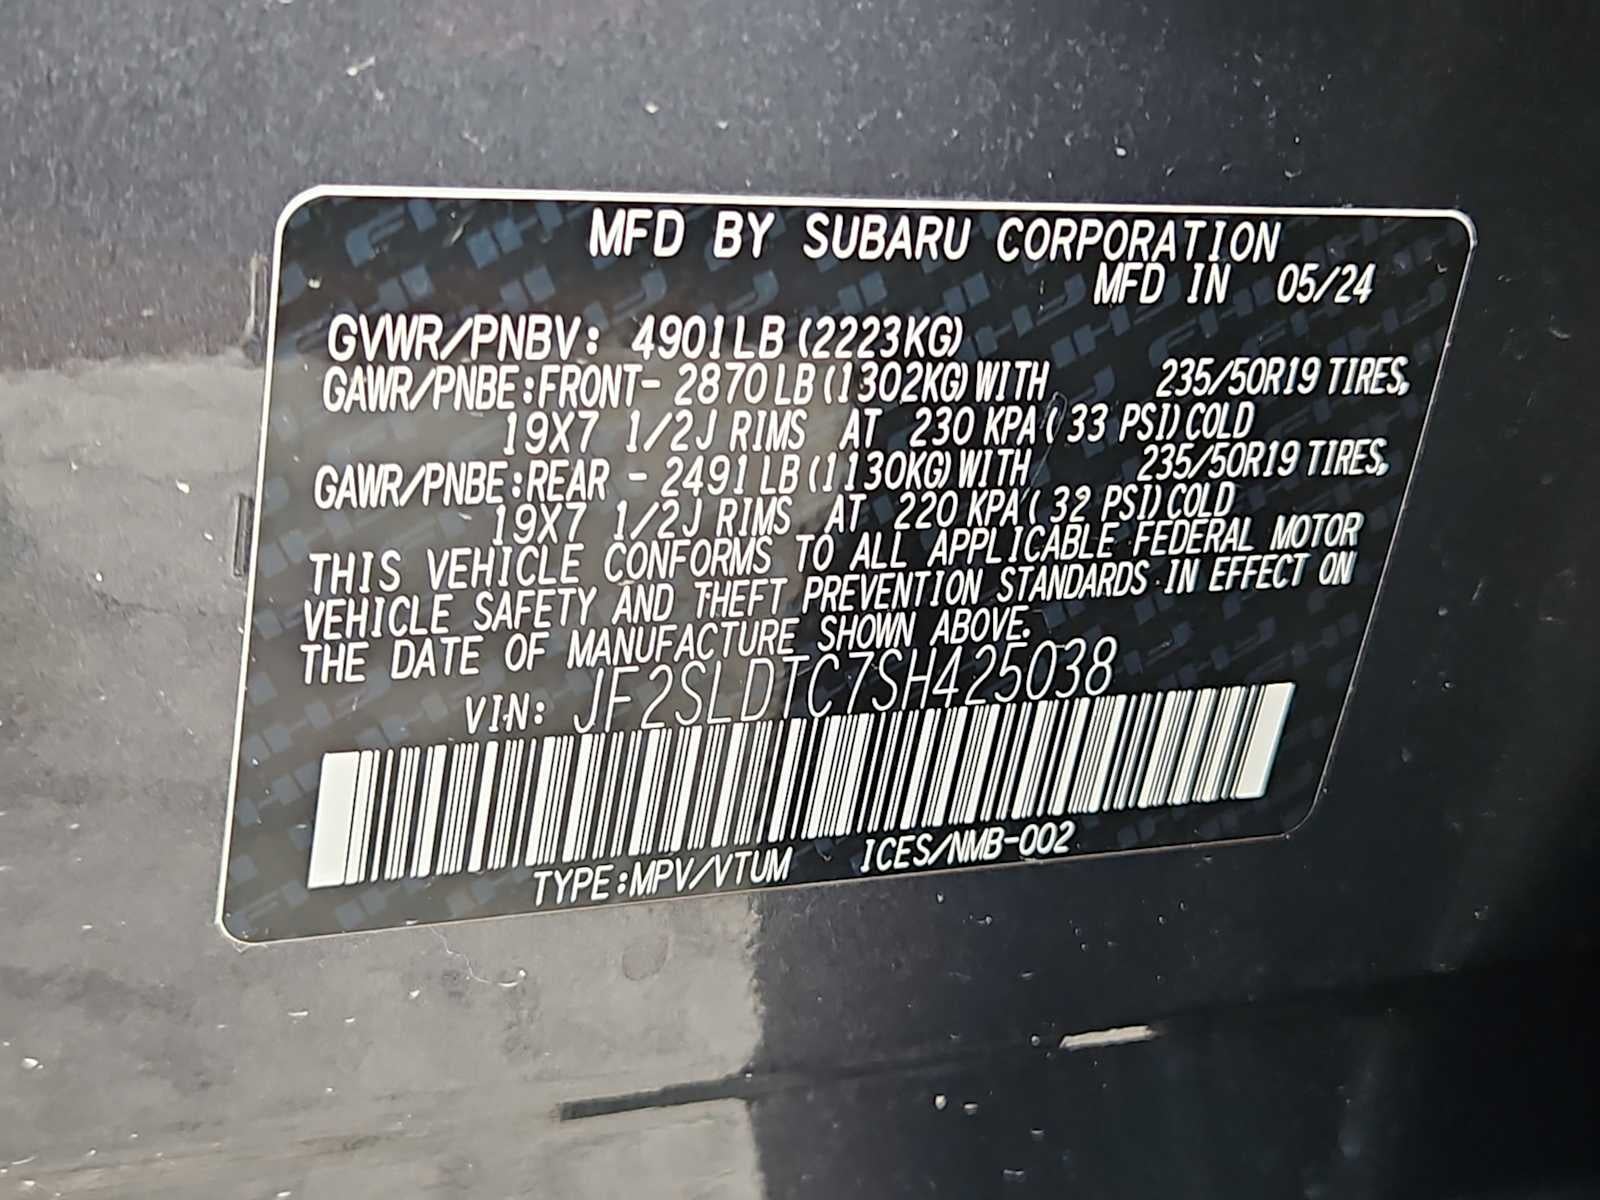 MFD BY SUBARU CORPORATION
MFD IN 05/24
GVWR/PNBV: 4901LB (2223KG)
GAWR/PNBE:FRONT- 2870LB(1302KG)WITH 235/50R19 TIRES,
19X7 1/2J RIMS AT 230 KPA( 33 PSI)COLD
GAWR/PNBE:REAR - 2491LB(1130KG)WITH 235/50R19 TIRES,
19X7 1/2J RIMS AT 220 KPA( 32 PSI)COLD
THIS VEHICLE CONFORMS TO ALL APPLICABLE FEDERAL MOTOR
VEHICLE SAFETY AND THEFT PREVENTION STANDARDS IN EFFECT ON
THE DATE OF MANUFACTURE SHOWN ABOVE.
VIN: JF2SLDTC7SH425038
TYPE:MPV/VTUM ICES/NMB-002